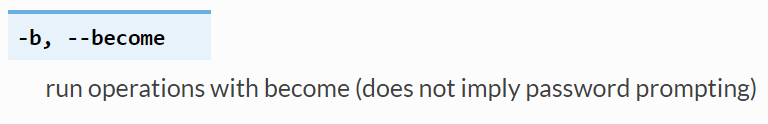 -b, --become
run operations with become (does not imply password prompting)